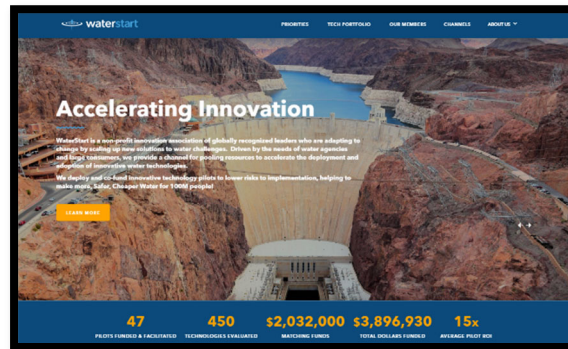 waterstart
PRIORITIES TECH PORTFOLIO OUR MEMBERS CHANNELS ABOUT US
Accelerating Innovation
WaterStart is a non-profit innovation association of globally recognized leaders who are adapting to
change by scaling up new solutions to water challenges. Driven by the needs of water agencies
and large consumers, we provide a channel for pooling resources to accelerate the deployment and
adoption of innovative water technologies.
We deploy and co-fund innovative technology pilots to lower risks to implementation, helping to
make more, Safer, Cheaper Water for 100M people!
LEARN MORE
47 450 $2,032,000 $3,896,930 15x
PILOTS FUNDED & FACILITATED TECHNOLOGIES EVALUATED MATCHING FUNDS TOTAL DOLLARS FUNDED AVERAGE PILOT ROI